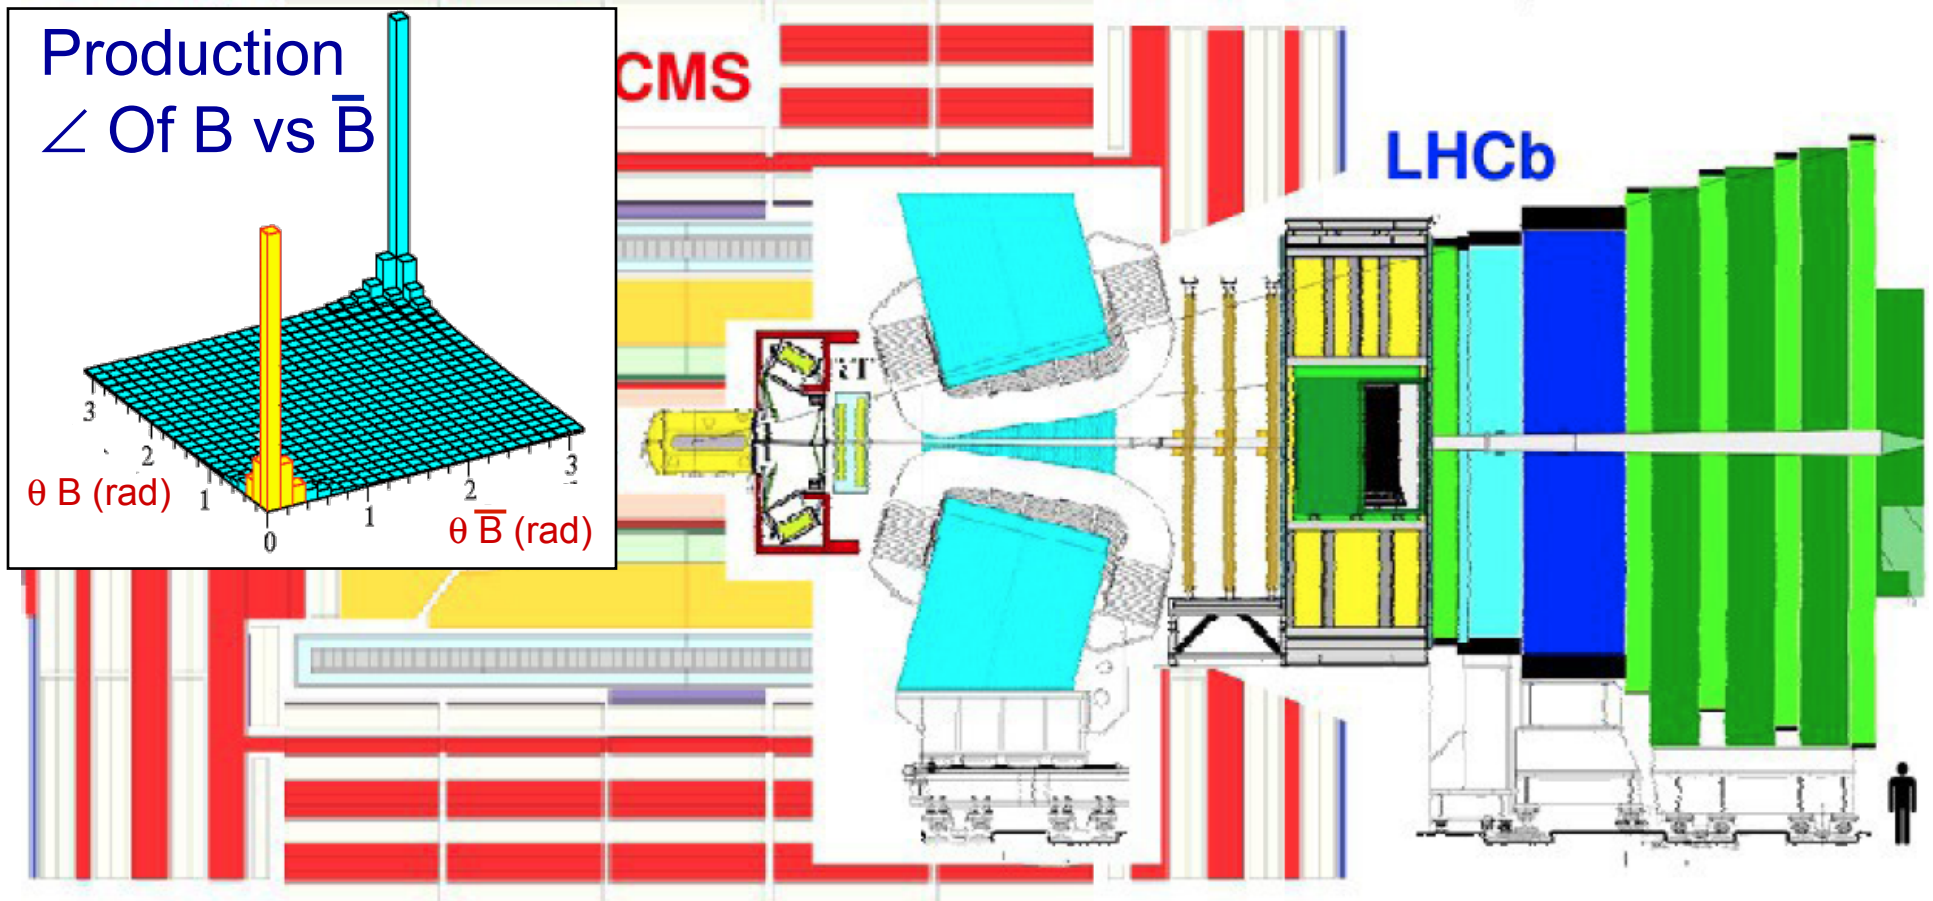 Production
∠ Of B vs B̅
CMS
LHCb
3
2
1
0
1
2
3
θ B (rad)
θ B̅ (rad)